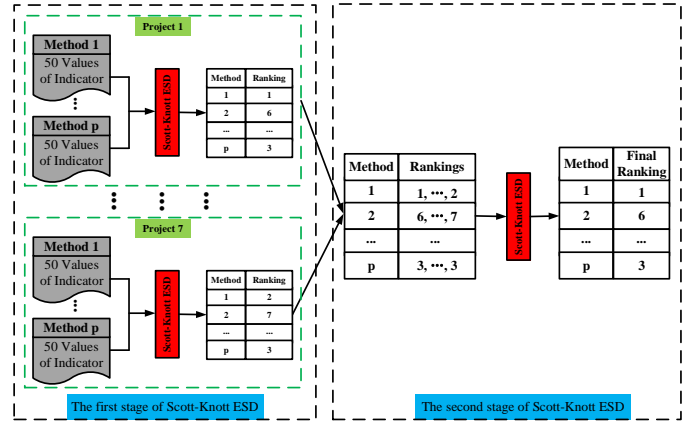 Project 1
Method 1
50 Values
of Indicator
...
Method p
50 Values
of Indicator
Scott-Knott ESD
Method Ranking
1 1
2 6
... ...
p 3
... ... ...
Project 7
Method 1
50 Values
of Indicator
...
Method p
50 Values
of Indicator
Scott-Knott ESD
Method Ranking
1 2
2 7
... ...
p 3
The first stage of Scott-Knott ESD
Method Rankings
1 1, ···, 2
2 6, ···, 7
... ...
p 3, ···, 3
Scott-Knott ESD
Method Final
Ranking
1 1
2 6
... ...
p 3
The second stage of Scott-Knott ESD